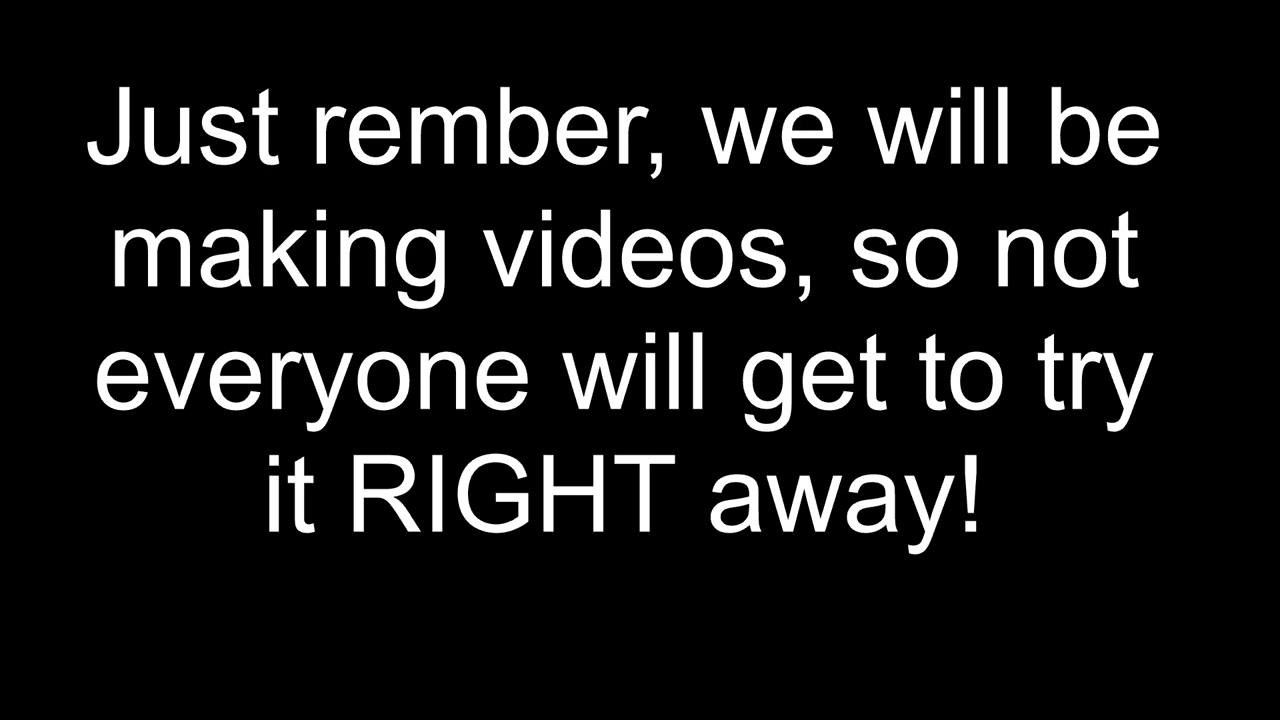 Just rember, we will be
making videos, so not
everyone will get to try
it RIGHT away!